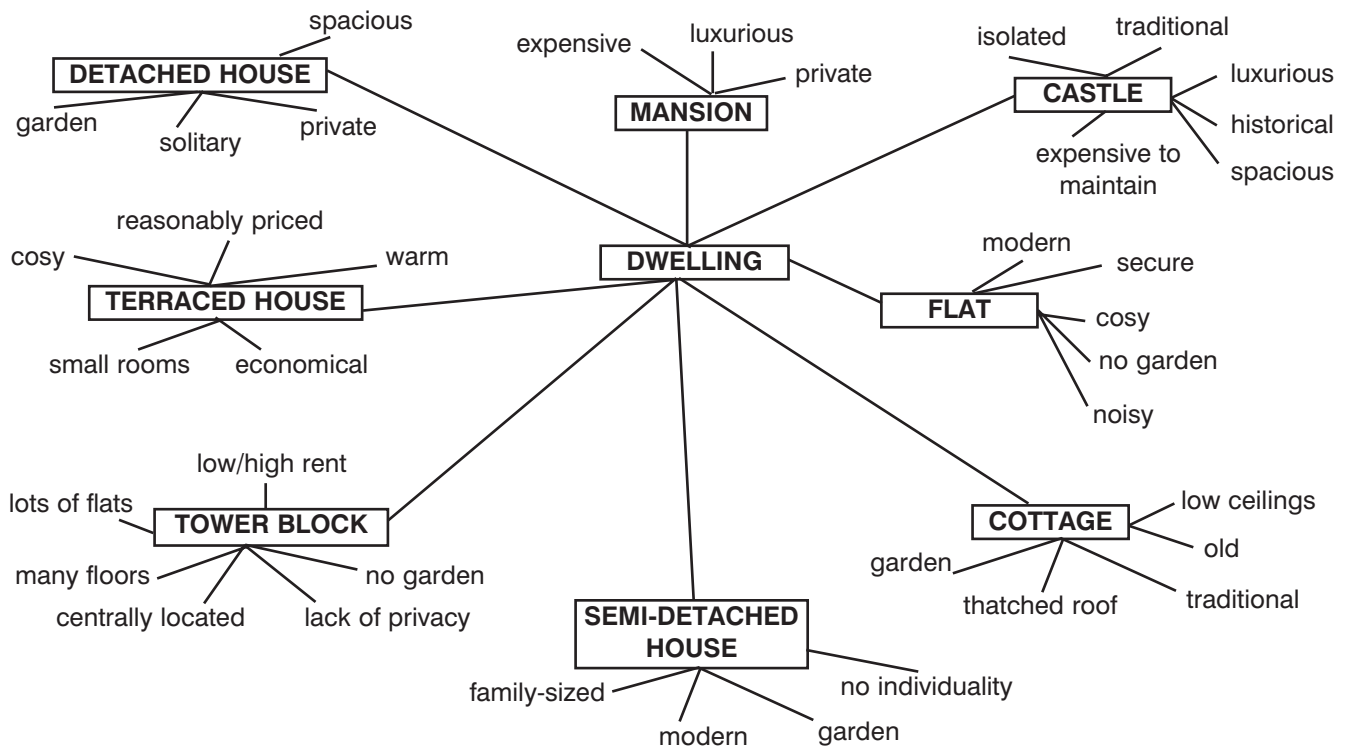 spacious
DETACHED HOUSE
garden
solitary
private
expensive
luxurious
private
MANSION
isolated
traditional
CASTLE
luxurious
historical
spacious
expensive to
maintain
reasonably priced
cosy
warm
TERRACED HOUSE
small rooms
economical
DWELLING
modern
secure
FLAT
cosy
no garden
noisy
low/high rent
lots of flats
TOWER BLOCK
many floors
no garden
centrally located
lack of privacy
SEMI-DETACHED
HOUSE
family-sized
no individuality
modern
garden
COTTAGE
low ceilings
old
garden
thatched roof
traditional